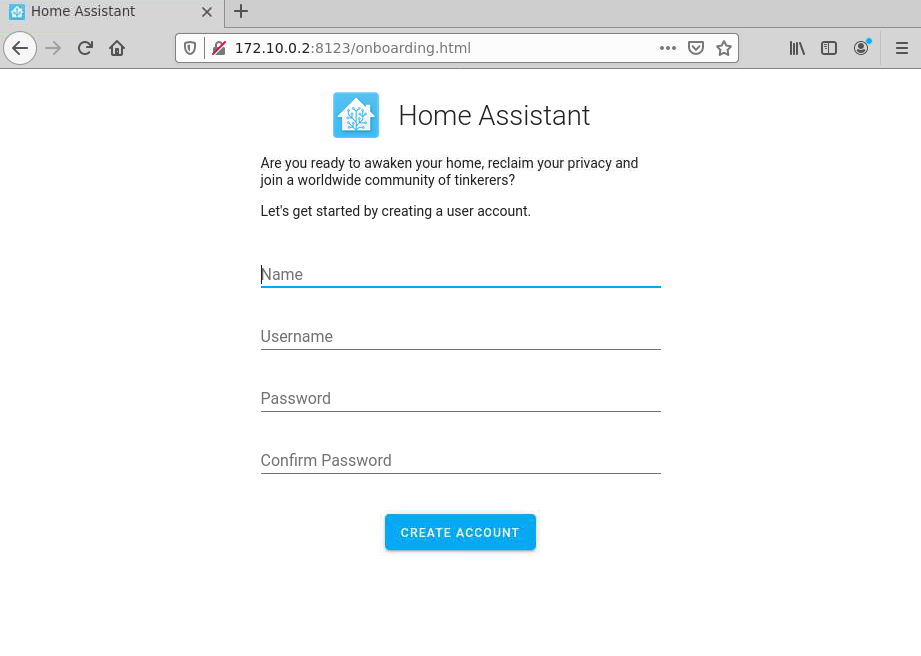 Home Assistant
172.10.0.2:8123/onboarding.html
Home Assistant
Are you ready to awaken your home, reclaim your privacy and
join a worldwide community of tinkerers?
Let's get started by creating a user account.
Name
Username
Password
Confirm Password
CREATE ACCOUNT